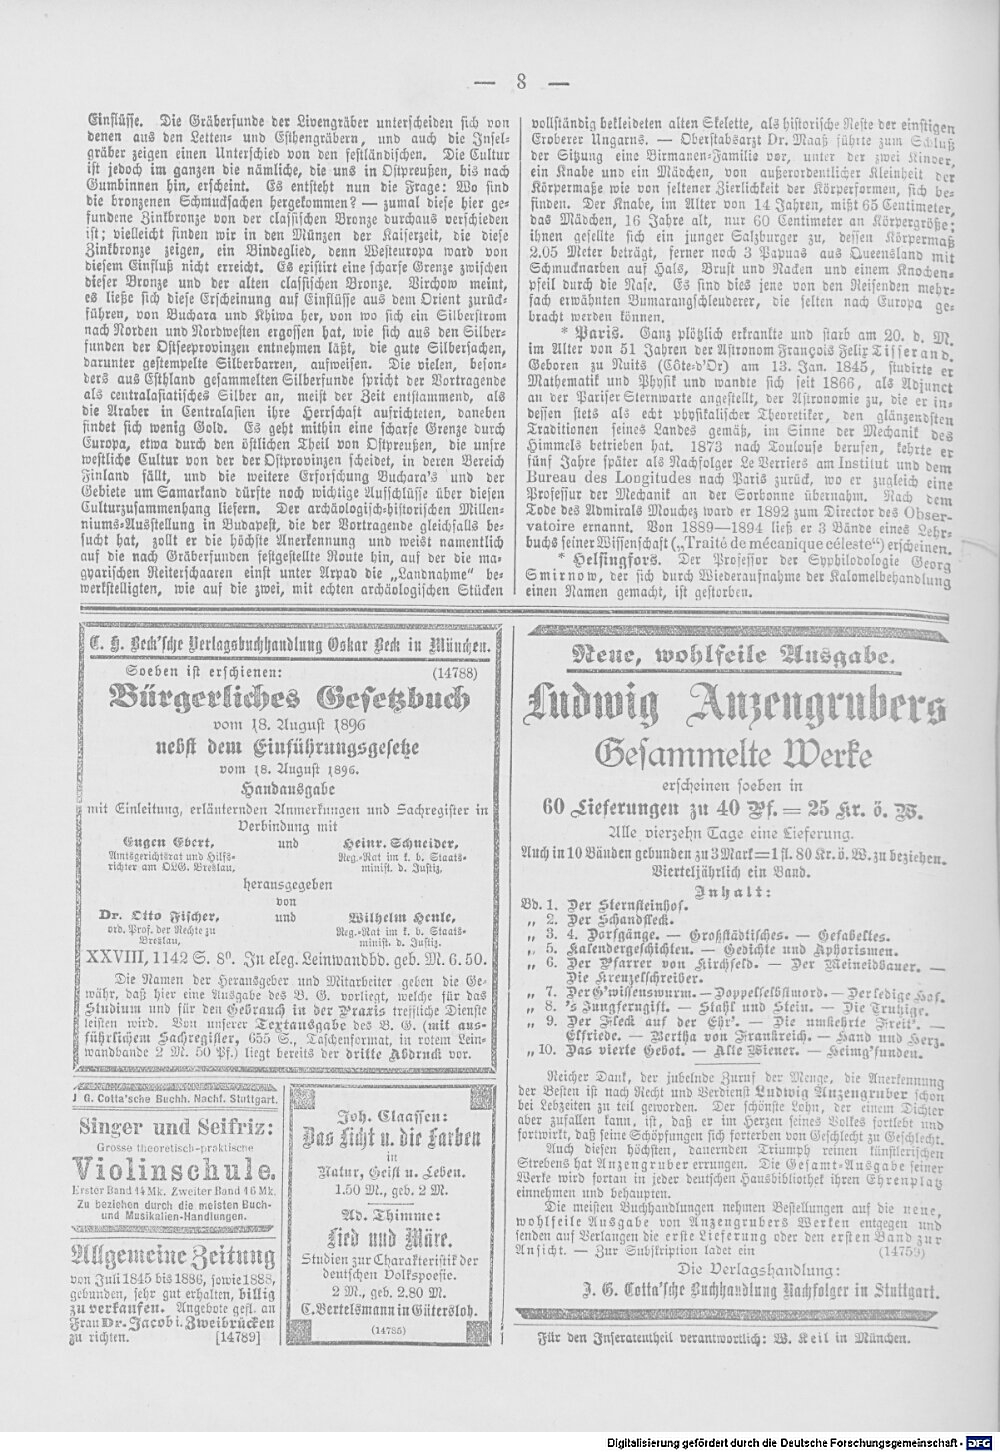 — 8 —
Einflüsse. Die Gräberfunde der Livengräber unterscheiden sich von
denen aus den Letten- und Esthengräbern, und auch die Insel-
gräber zeigen einen Unterschied von den festländischen. Die Cultur
ist jedoch im ganzen die nämliche, die uns in Ostpreußen, bis nach
Gumbinnen hin, erscheint. Es entsteht nun die Frage: Wo sind
die bronzenen Schmucksachen hergekommen? — zumal diese hier ge-
fundene Zinkbronze von der classischen Bronze durchaus verschieden
ist; vielleicht finden wir in den Münzen der Kaiserzeit, die diese
Zinkbronze zeigen, ein Bindeglied, denn Westeuropa ward von
diesem Einfluß nicht erreicht. Es existirt eine scharfe Grenze zwischen
dieser Bronze und der alten classischen Bronze. Virchow meint,
es ließe sich diese Erscheinung auf Einflüsse aus dem Orient zurück-
führen, von Buchara und Khiwa her, von wo sich ein Silberstrom
nach Norden und Nordwesten ergossen hat, wie sich aus den Silber-
funden der Ostseeprovinzen entnehmen läßt, die gute Silbersachen,
darunter gestempelte Silberbarren, aufweisen. Die vielen, beson-
ders aus Esthland gesammelten Silberfunde spricht der Vortragende
als centralasiatisches Silber an, meist der Zeit entstammend, als
die Araber in Centralasien ihre Herrschaft aufrichteten, daneben
findet sich wenig Gold. Es geht mithin eine scharfe Grenze durch
Europa, etwa durch den östlichen Theil von Ostpreußen, die unsre
westliche Cultur von der der Ostprovinzen scheidet, in deren Bereich
Finland fällt, und die weitere Erforschung Buchara's und der
Gebiete um Samarkand dürfte noch wichtige Aufschlüsse über diesen
Culturzusammenhang liefern. Der archäologisch-historischen Millen-
niums-Ausstellung in Budapest, die der Vortragende gleichfalls be-
sucht hat, zollt er die höchste Anerkennung und weist namentlich
auf die nach Gräberfunden festgestellte Route hin, auf der die ma-
gyarischen Reiterschaaren einst unter Arpad die „Landnahme“ be-
werkstelligten, wie auf die zwei, mit echten archäologischen Stücken
vollständig bekleideten alten Skelette, als historische Reste der einstigen
Eroberer Ungarns. — Oberstabsarzt Dr. Maaß führte zum Schluß
der Sitzung eine Birmanen-Familie vor, unter der zwei Kinder,
ein Knabe und ein Mädchen, von außerordentlicher Kleinheit der
Körpermaße wie von seltener Zierlichkeit der Körperformen, sich be-
finden. Der Knabe, im Alter von 14 Jahren, mißt 65 Centimeter,
das Mädchen, 16 Jahre alt, nur 60 Centimeter an Körpergröße;
ihnen gesellte sich ein junger Salzburger zu, dessen Körpermaß
2.05 Meter beträgt, ferner noch 3 Papuas aus Queensland mit
Schmucknarben auf Hals, Brust und Nacken und einem Knochen-
pfeil durch die Nase. Es sind dies jene von den Reisenden mehr-
fach erwähnten Bumarangschleuderer, die selten nach Europa ge-
bracht werden können.
* Paris. Ganz plötzlich erkrankte und starb am 20. d. M.
im Alter von 51 Jahren der Astronom François Felix Tisserand.
Geboren zu Nuits (Côte-d'Or) am 13. Jan. 1845, studirte er
Mathematik und Physik und wandte sich seit 1866, als Adjunct
an der Pariser Sternwarte angestellt, der Astronomie zu, die er in-
dessen stets als echt physikalischer Theoretiker, den glänzendsten
Traditionen seines Landes gemäß, im Sinne der Mechanik des
Himmels betrieben hat. 1873 nach Toulouse berufen, kehrte er
fünf Jahre später als Nachfolger Le Verriers am Institut und dem
Bureau des Longitudes nach Paris zurück, wo er zugleich eine
Professur der Mechanik an der Sorbonne übernahm. Nach dem
Tode des Admirals Mouchez ward er 1892 zum Director des Obser-
vatoire ernannt. Von 1889—1894 ließ er 3 Bände eines Lehr-
buchs seiner Wissenschaft („Traité de mécanique céleste“) erscheinen.
* Helsingfors. Der Professor der Syphilodologie Georg
Smirnow, der sich durch Wiederaufnahme der Kalomelbehandlung
einen Namen gemacht, ist gestorben.
C. H. Beck'sche Verlagsbuchhandlung Oskar Beck in München.
Soeben ist erschienen: (14788)
Bürgerliches Gesetzbuch
vom 18. August 1896
nebst dem Einführungsgesetze
vom 18. August 1896.
Handausgabe
mit Einleitung, erläuternden Anmerkungen und Sachregister in
Verbindung mit
Eugen Ebert, und Heinr. Schneider,
Amtsgerichtsrat und Hilfs- Reg.-Rat im k. b. Staats-
richter am OLG. Breslau, minist. d. Justiz,
herausgegeben
von
Dr. Otto Fischer, und Wilhelm Henle,
ord. Prof. der Rechte zu Reg.-Rat im k. b. Staats-
Breslau, minist. d. Justiz.
XXVIII, 1142 S. 8°. In eleg. Leinwandbd. geb. M. 6.50.
Die Namen der Herausgeber und Mitarbeiter geben die Ge-
währ, daß hier eine Ausgabe des B. G. vorliegt, welche für das
Studium und für den Gebrauch in der Praxis treffliche Dienste
leisten wird. Von unserer Textausgabe des B. G. (mit aus-
führlichem Sachregister, 655 S., Taschenformat, in rotem Lein-
wandbande 2 M. 50 Pf.) liegt bereits der dritte Abdruck vor.
J. G. Cotta'sche Buchh. Nachf. Stuttgart.
Singer und Seifriz:
Grosse theoretisch-praktische
Violinschule.
Erster Band 14 Mk. Zweiter Band 16 Mk.
Zu beziehen durch die meisten Buch-
und Musikalien-Handlungen.
Allgemeine Zeitung
von Juli 1845 bis 1886, sowie 1888,
gebunden, sehr gut erhalten, billig
zu verkaufen. Angebote gefl. an
Frau Dr. Jacob i. Zweibrücken
zu richten. [14789]
Joh. Claassen:
Das Licht u. die Farben
in
Natur, Geist u. Leben.
1.50 M., geb. 2 M.
Ad. Thimme:
Lied und Märe.
Studien zur Charakteristik der
deutschen Volkspoesie.
2 M., geb. 2.80 M.
C. Bertelsmann in Gütersloh.
(14785)
Neue, wohlfeile Ausgabe.
Ludwig Anzengrubers
Gesammelte Werke
erscheinen soeben in
60 Lieferungen zu 40 Pf. = 25 Kr. ö. W.
Alle vierzehn Tage eine Lieferung.
Auch in 10 Bänden gebunden zu 3 Mark = 1 fl. 80 Kr. ö. W. zu beziehen.
Vierteljährlich ein Band.
Inhalt:
Bd. 1. Der Sternsteinhof.
„ 2. Der Schandfleck.
„ 3. 4. Dorfgänge. — Großstädtisches. — Gefabeltes.
„ 5. Kalendergeschichten. — Gedichte und Aphorismen.
„ 6. Der Pfarrer von Kirchfeld. — Der Meineidbauer. —
Die Kreuzelschreiber.
„ 7. Der G'wissenswurm. — Doppelselbstmord. — Der ledige Hof.
„ 8. 's Jungferngift. — Stahl und Stein. — Die Trutzige.
„ 9. Der Fleck auf der Ehr'. — Die umkehrte Freit'. —
Elfriede. — Bertha von Frankreich. — Hand und Herz.
„ 10. Das vierte Gebot. — Alte Wiener. — Heimg'funden.
Reicher Dank, der jubelnde Zuruf der Menge, die Anerkennung
der Besten ist nach Recht und Verdienst Ludwig Anzengruber schon
bei Lebzeiten zu teil geworden. Der schönste Lohn, der einem Dichter
aber zufallen kann, ist, daß er im Herzen seines Volkes fortlebt und
fortwirkt, daß seine Schöpfungen sich forterben von Geschlecht zu Geschlecht.
Auch diesen höchsten, dauernden Triumph reinen künstlerischen
Strebens hat Anzengruber errungen. Die Gesamt-Ausgabe seiner
Werke wird fortan in jeder deutschen Hausbibliothek ihren Ehrenplatz
einnehmen und behaupten.
Die meisten Buchhandlungen nehmen Bestellungen auf die neue,
wohlfeile Ausgabe von Anzengrubers Werken entgegen und
senden auf Verlangen die erste Lieferung oder den ersten Band zur
Ansicht. — Zur Subskription ladet ein (14759)
Die Verlagshandlung:
J. G. Cotta'sche Buchhandlung Nachfolger in Stuttgart.
Für den Inseratentheil verantwortlich: W. Keil in München.
Digitalisierung gefördert durch die Deutsche Forschungsgemeinschaft - DFG